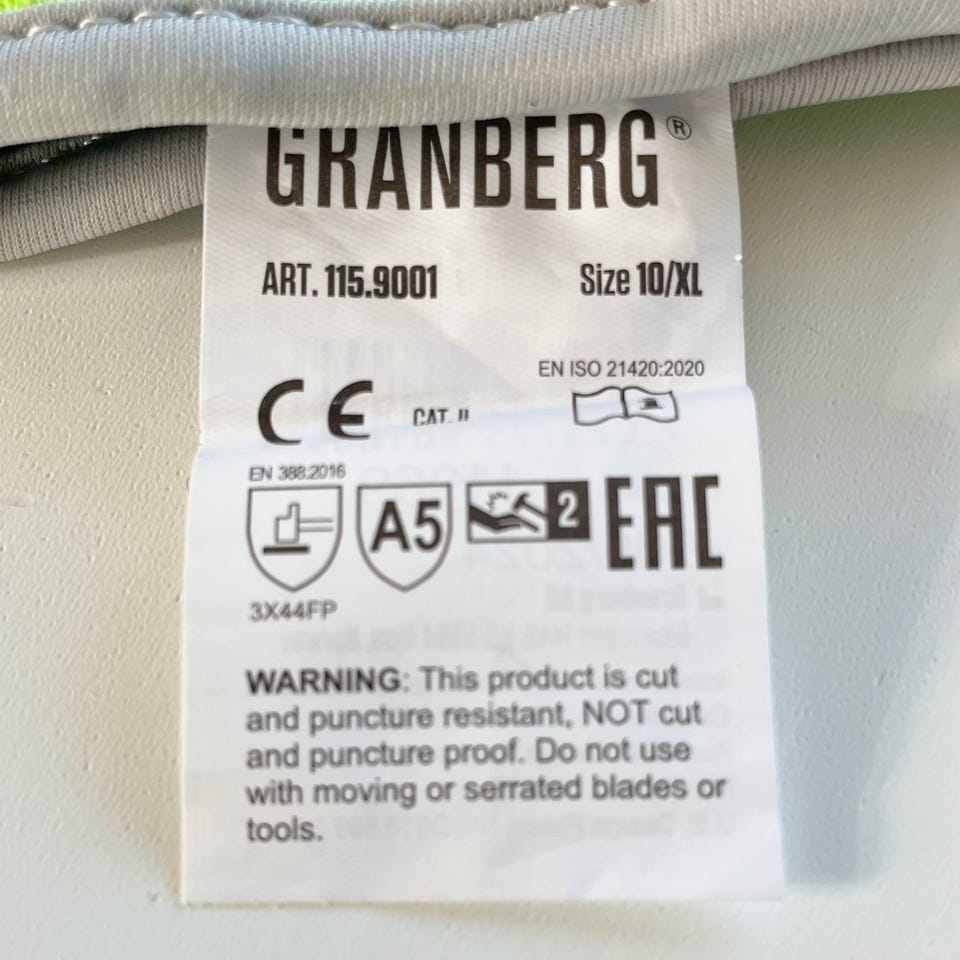 GRANBERG®
ART. 115.9001 Size 10/XL
EN ISO 21420:2020
CE CAT. II
EN 388:2016
A5 2 EAC
3X44FP
WARNING: This product is cut
and puncture resistant, NOT cut
and puncture proof. Do not use
with moving or serrated blades or
tools.